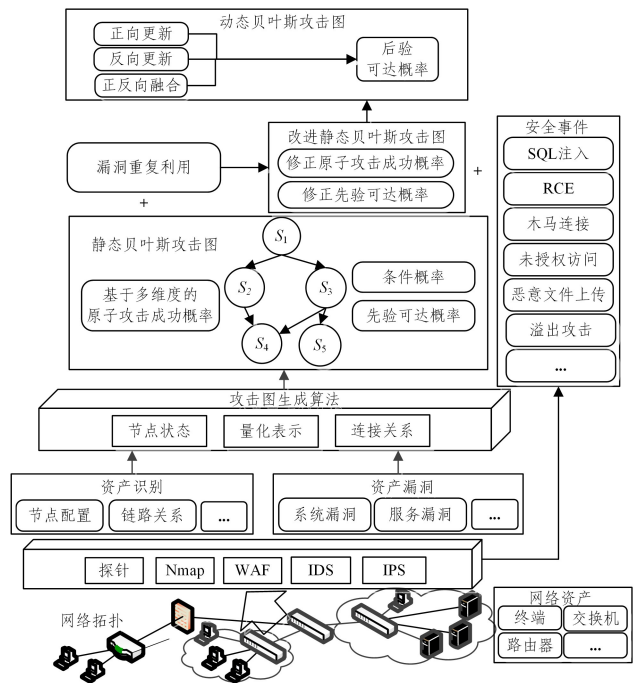 动态贝叶斯攻击图
正向更新
反向更新
正反向融合
后验
可达概率
改进静态贝叶斯攻击图
修正原子攻击成功概率
修正先验可达概率
漏洞重复利用
+
+
安全事件
SQL注入
RCE
木马连接
未授权访问
恶意文件上传
溢出攻击
...
静态贝叶斯攻击图
S1
S2
S3
S4
S5
基于多维度的
原子攻击成功概率
条件概率
先验可达概率
攻击图生成算法
节点状态
量化表示
连接关系
资产识别
节点配置
链路关系
...
资产漏洞
系统漏洞
服务漏洞
...
探针
Nmap
WAF
IDS
IPS
网络拓扑
网络资产
终端
交换机
路由器
...